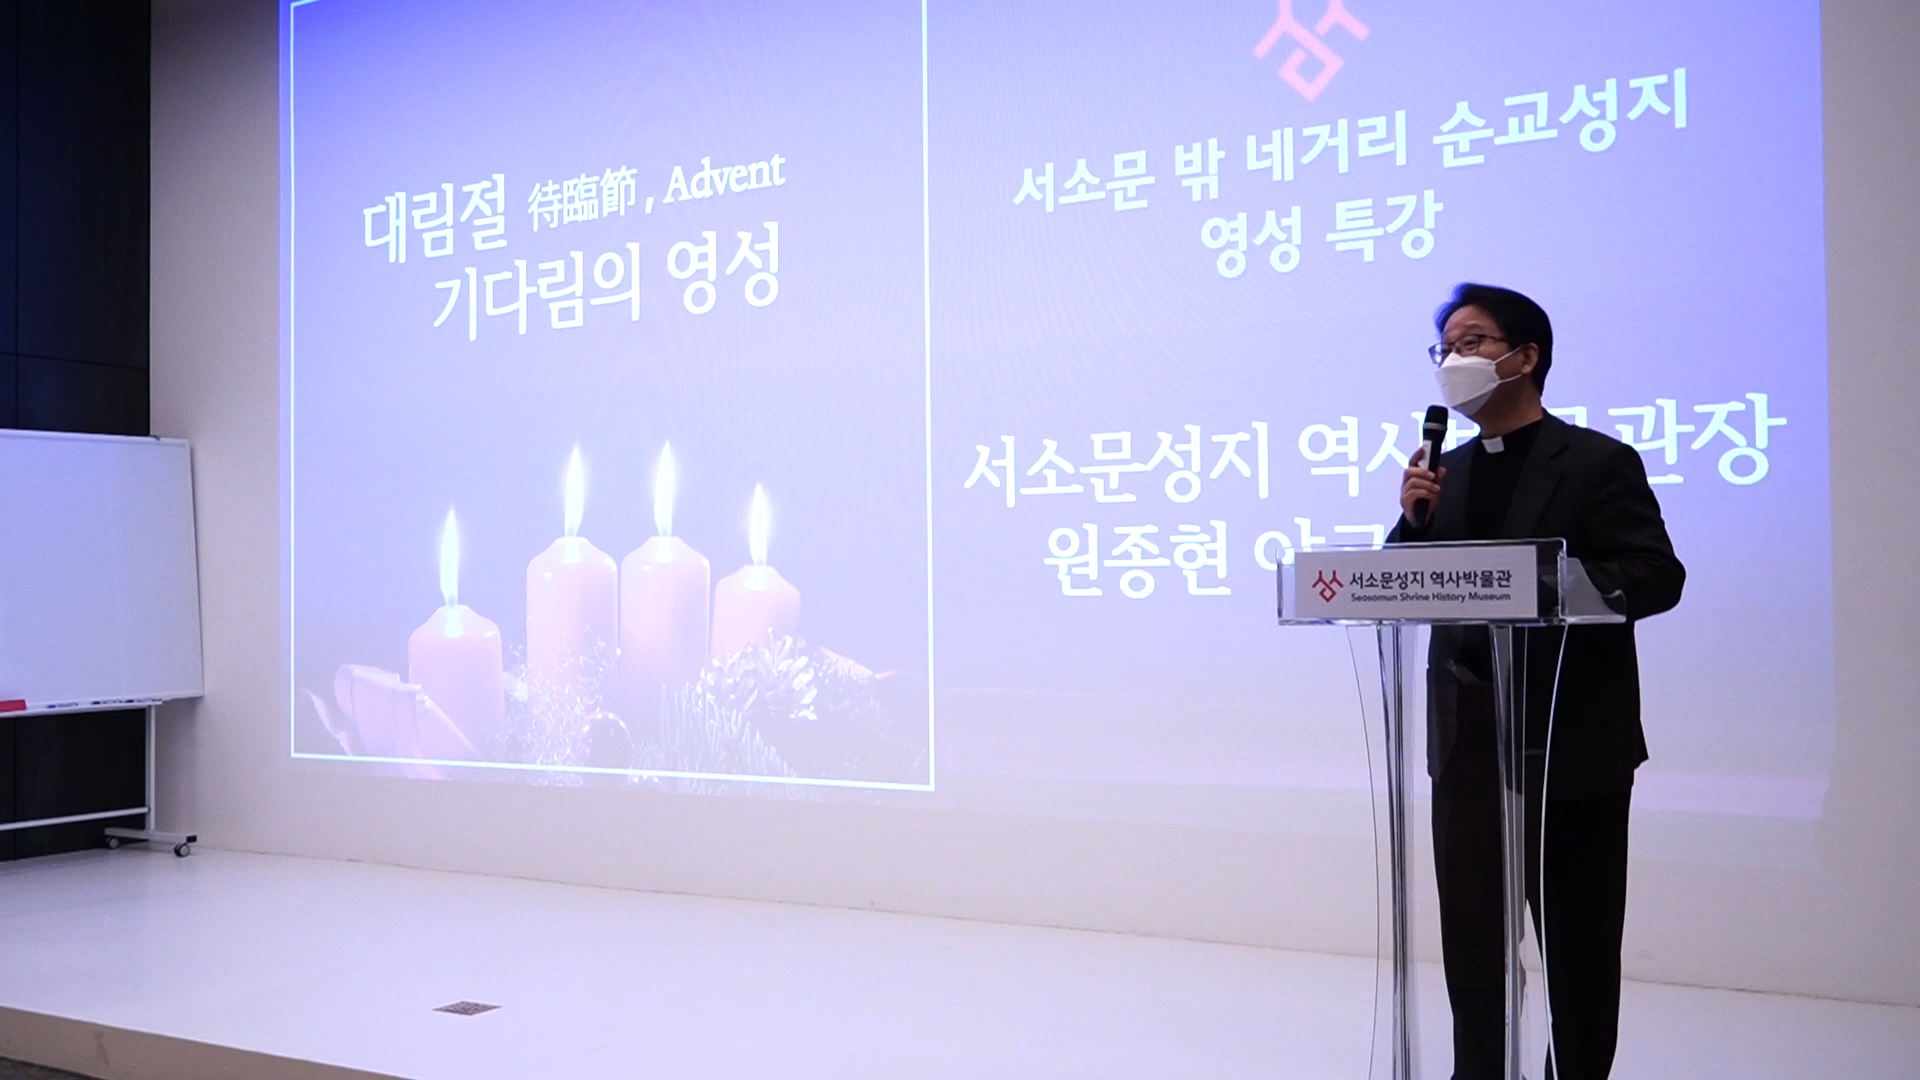 대림절 待臨節, Advent
기다림의 영성
서소문 밖 네거리 순교성지
영성 특강
서소문성지 관장
원종현
서소문성지 역사박물관
Seosomun Shrine History Museum